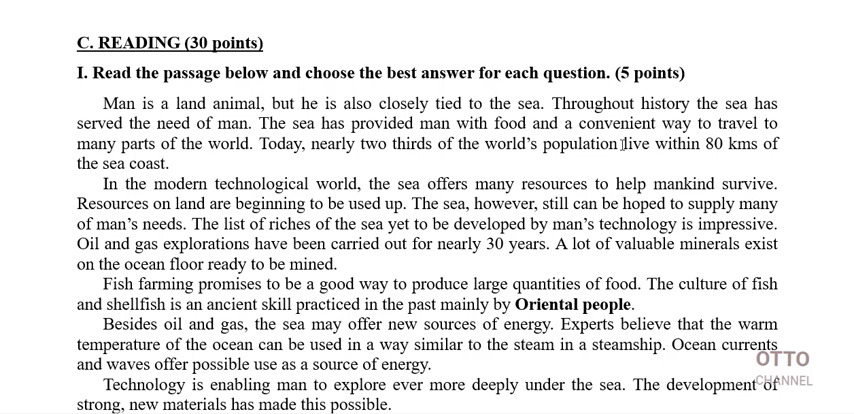 C. READING (30 points)
I. Read the passage below and choose the best answer for each question. (5 points)
Man is a land animal, but he is also closely tied to the sea. Throughout history the sea has
served the need of man. The sea has provided man with food and a convenient way to travel to
many parts of the world. Today, nearly two thirds of the world's population live within 80 kms of
the sea coast.
In the modern technological world, the sea offers many resources to help mankind survive.
Resources on land are beginning to be used up. The sea, however, still can be hoped to supply many
of man's needs. The list of riches of the sea yet to be developed by man's technology is impressive.
Oil and gas explorations have been carried out for nearly 30 years. A lot of valuable minerals exist
on the ocean floor ready to be mined.
Fish farming promises to be a good way to produce large quantities of food. The culture of fish
and shellfish is an ancient skill practiced in the past mainly by Oriental people.
Besides oil and gas, the sea may offer new sources of energy. Experts believe that the warm
temperature of the ocean can be used in a way similar to the steam in a steamship. Ocean currents
and waves offer possible use as a source of energy.
Technology is enabling man to explore ever more deeply under the sea. The development of
strong, new materials has made this possible.
OTTO
CHANNEL